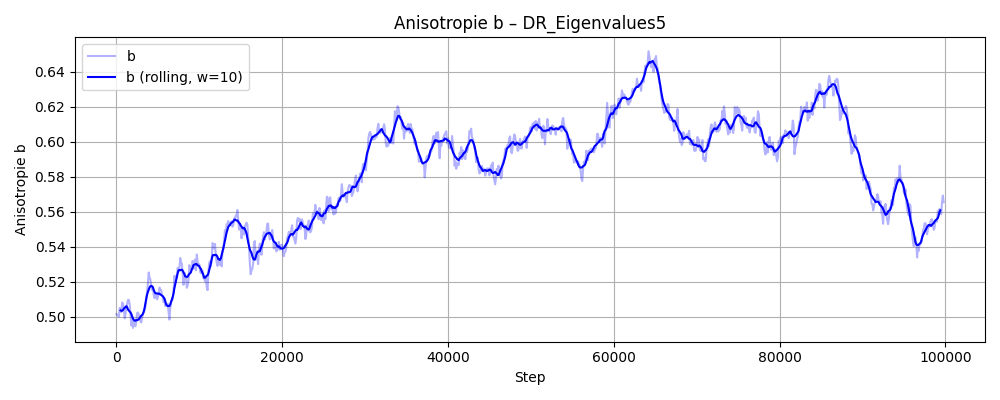 Anisotropie b – DR_Eigenvalues5
b
b (rolling, w=10)
Anisotropie b
0.64
0.62
0.60
0.58
0.56
0.54
0.52
0.50
0
20000
40000
60000
80000
100000
Step